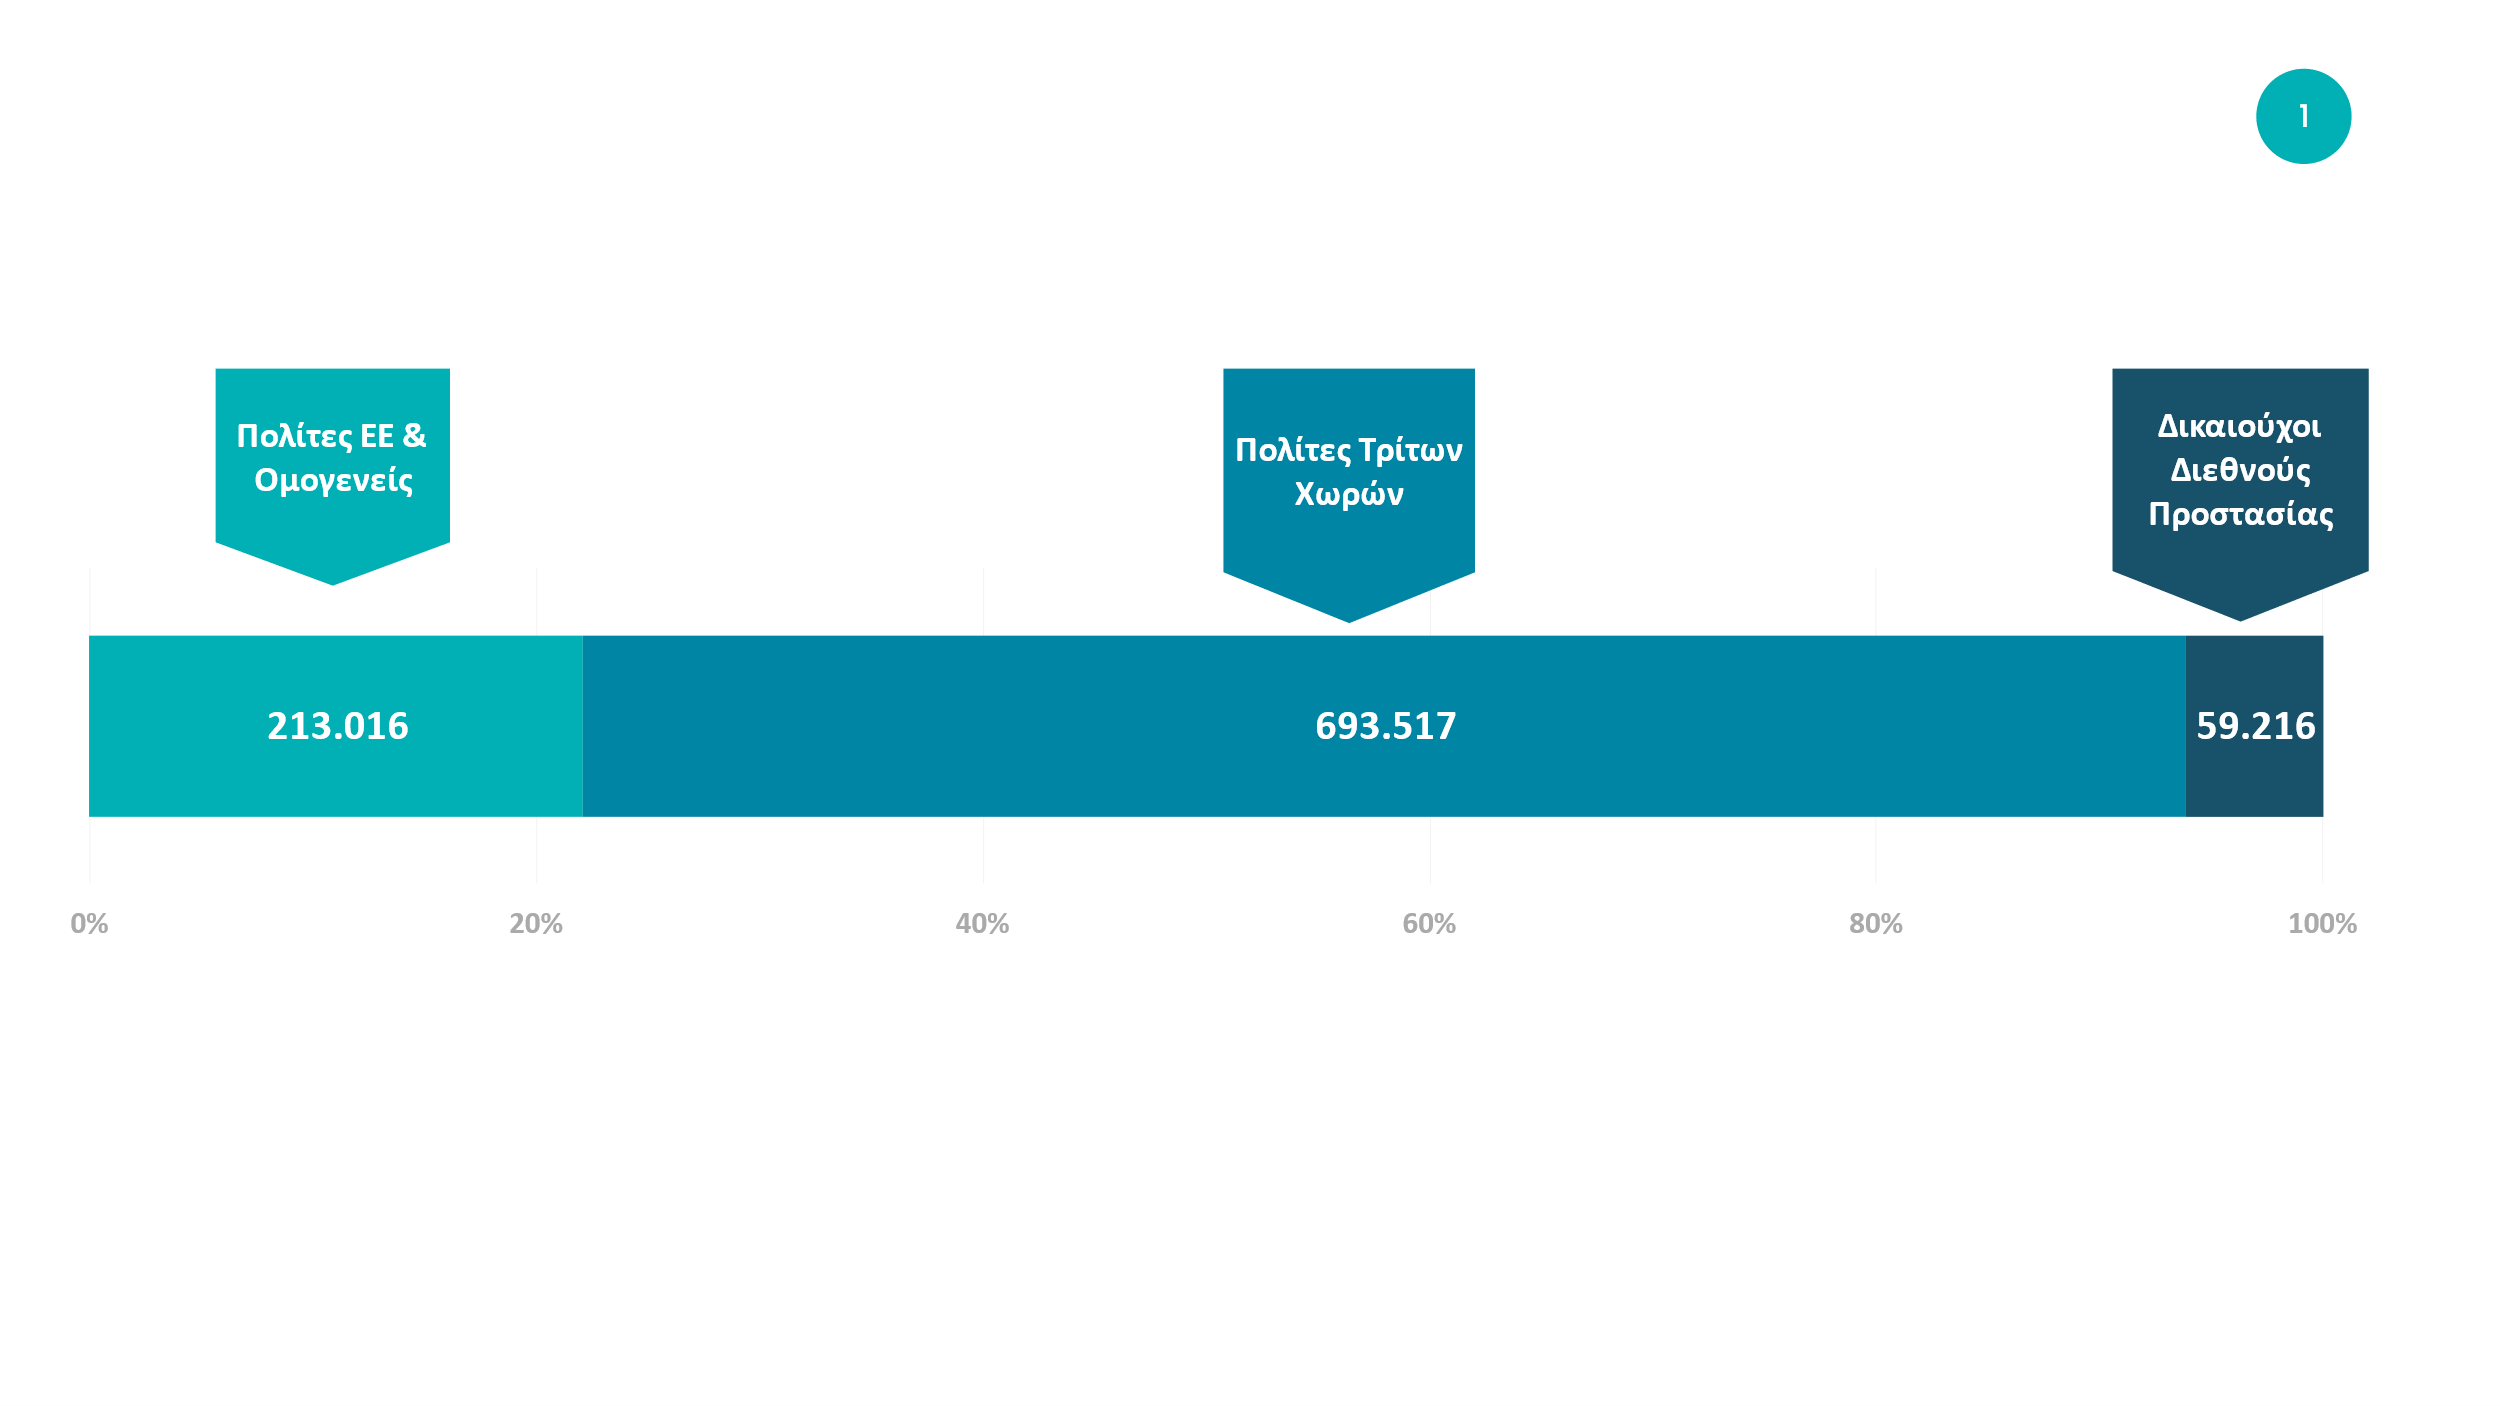 1
Πολίτες ΕΕ &
Ομογενείς
Πολίτες Τρίτων
Χωρών
Δικαιούχοι
Διεθνούς
Προστασίας
213.016
693.517
59.216
0%
20%
40%
60%
80%
100%